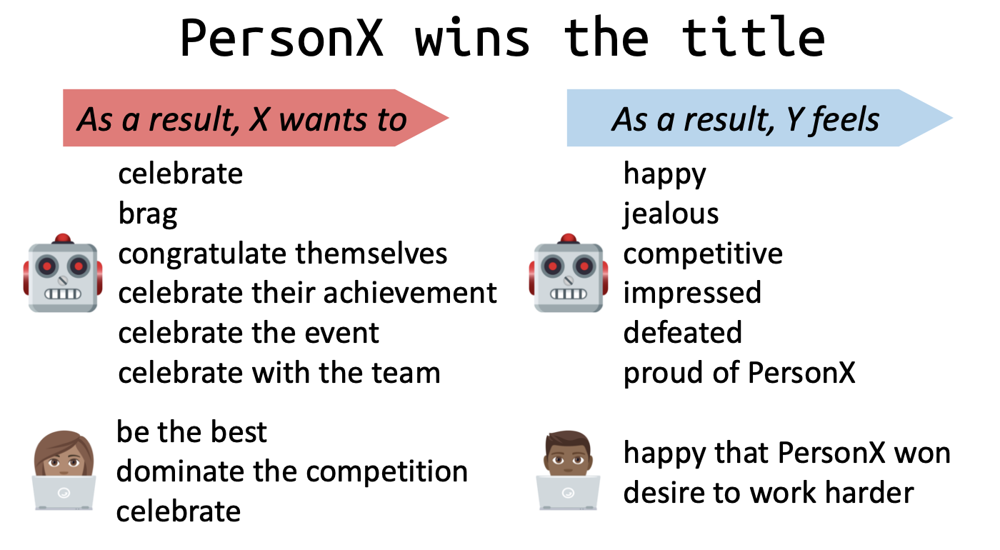 PersonX wins the title
As a result, X wants to
celebrate
brag
congratulate themselves
celebrate their achievement
celebrate the event
celebrate with the team
be the best
dominate the competition
celebrate
As a result, Y feels
happy
jealous
competitive
impressed
defeated
proud of PersonX
happy that PersonX won
desire to work harder